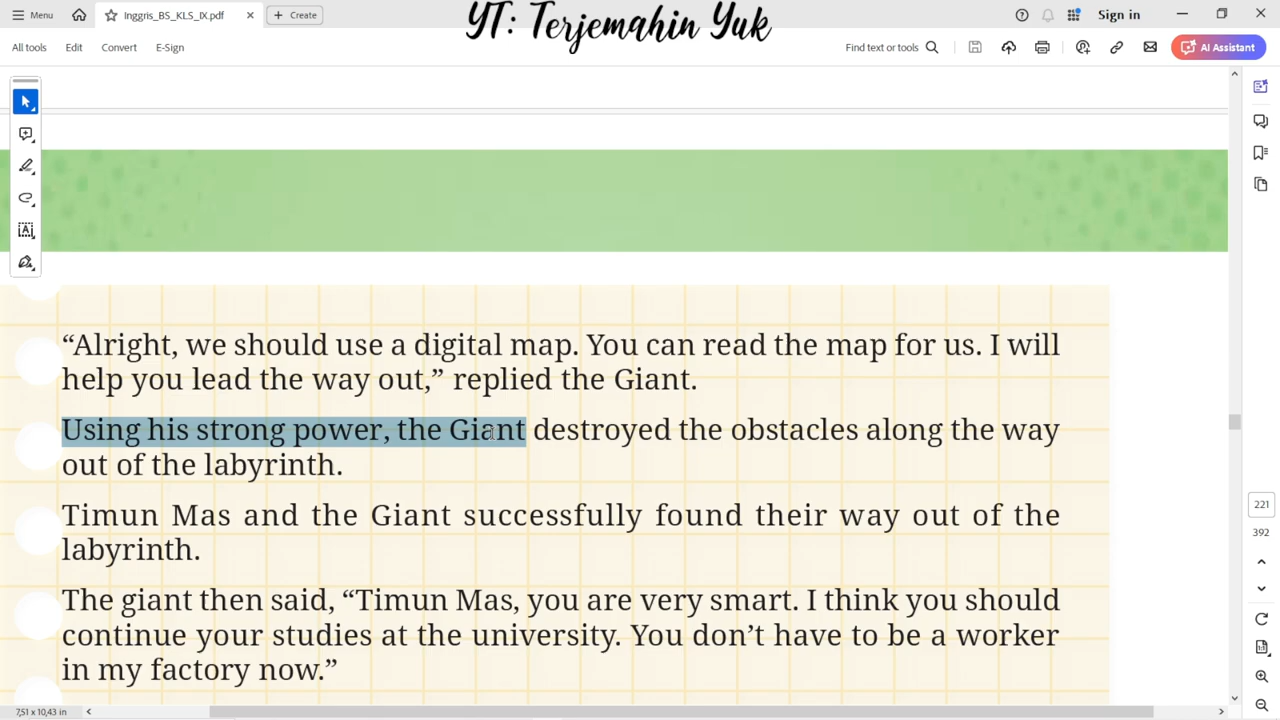 Menu
Inggris_BS_KLS_IX.pdf
Create
YT: Terjemahin Yuk
Sign in
All tools
Edit
Convert
E-Sign
Find text or tools
AI Assistant
“Alright, we should use a digital map. You can read the map for us. I will
help you lead the way out,” replied the Giant.
Using his strong power, the Giant destroyed the obstacles along the way
out of the labyrinth.
Timun Mas and the Giant successfully found their way out of the
labyrinth.
The giant then said, “Timun Mas, you are very smart. I think you should
continue your studies at the university. You don’t have to be a worker
in my factory now.”
221
392
7,51 x 10,43 in